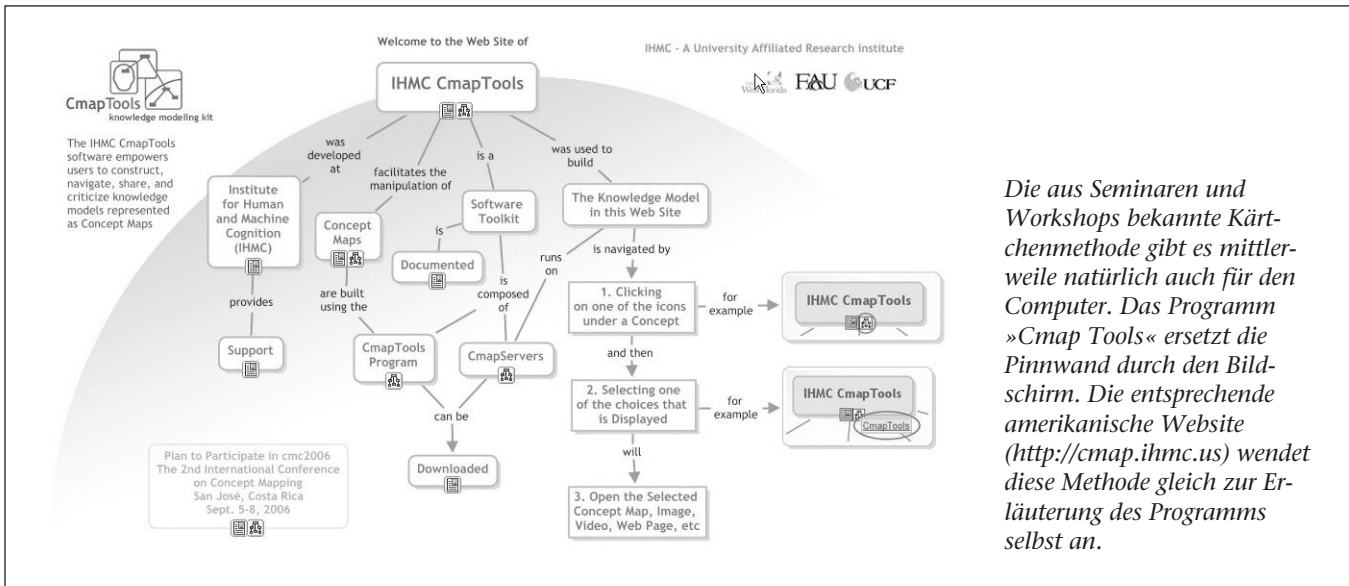 Welcome to the Web Site of
IHMC CmapTools
IHMC - A University Affiliated Research institute
FAU
UCF
CmapTools
knowledge modeling kit
The IHMC CmapTools
software empowers
users to construct,
navigate, share, and
criticize knowledge
models represented
as Concept Maps
was
developed
at
facilitates the
manipulation of
is a
was used to
build
Institute
for Human
and Machine
Cognition
(IHMC)
Concept
Maps
Software
Toolkit
The Knowledge Model
in this Web Site
is
Documented
provides
Support
are built
using the
is
composed
of
runs
on
is navigated by
CmapTools
Program
CmapServers
can be
Downloaded
1. Clicking
on one of the icons
under a Concept
for
example
IHMC CmapTools
and then
2. Selecting one
of the choices that
is Displayed
for
example
IHMC CmapTools
CmapTools
will
3. Open the Selected
Concept Map, Image,
Video, Web Page, etc
Plan to Participate in cmc2006
The 2nd International Conference
on Concept Mapping
San José, Costa Rica
Sept. 5-8, 2006
Die aus Seminaren und
Workshops bekannte Kärt-
chenmethode gibt es mittler-
weile natürlich auch für den
Computer. Das Programm
»Cmap Tools« ersetzt die
Pinnwand durch den Bild-
schirm. Die entsprechende
amerikanische Website
(http://cmap.ihmc.us) wendet
diese Methode gleich zur Er-
läuterung des Programms
selbst an.